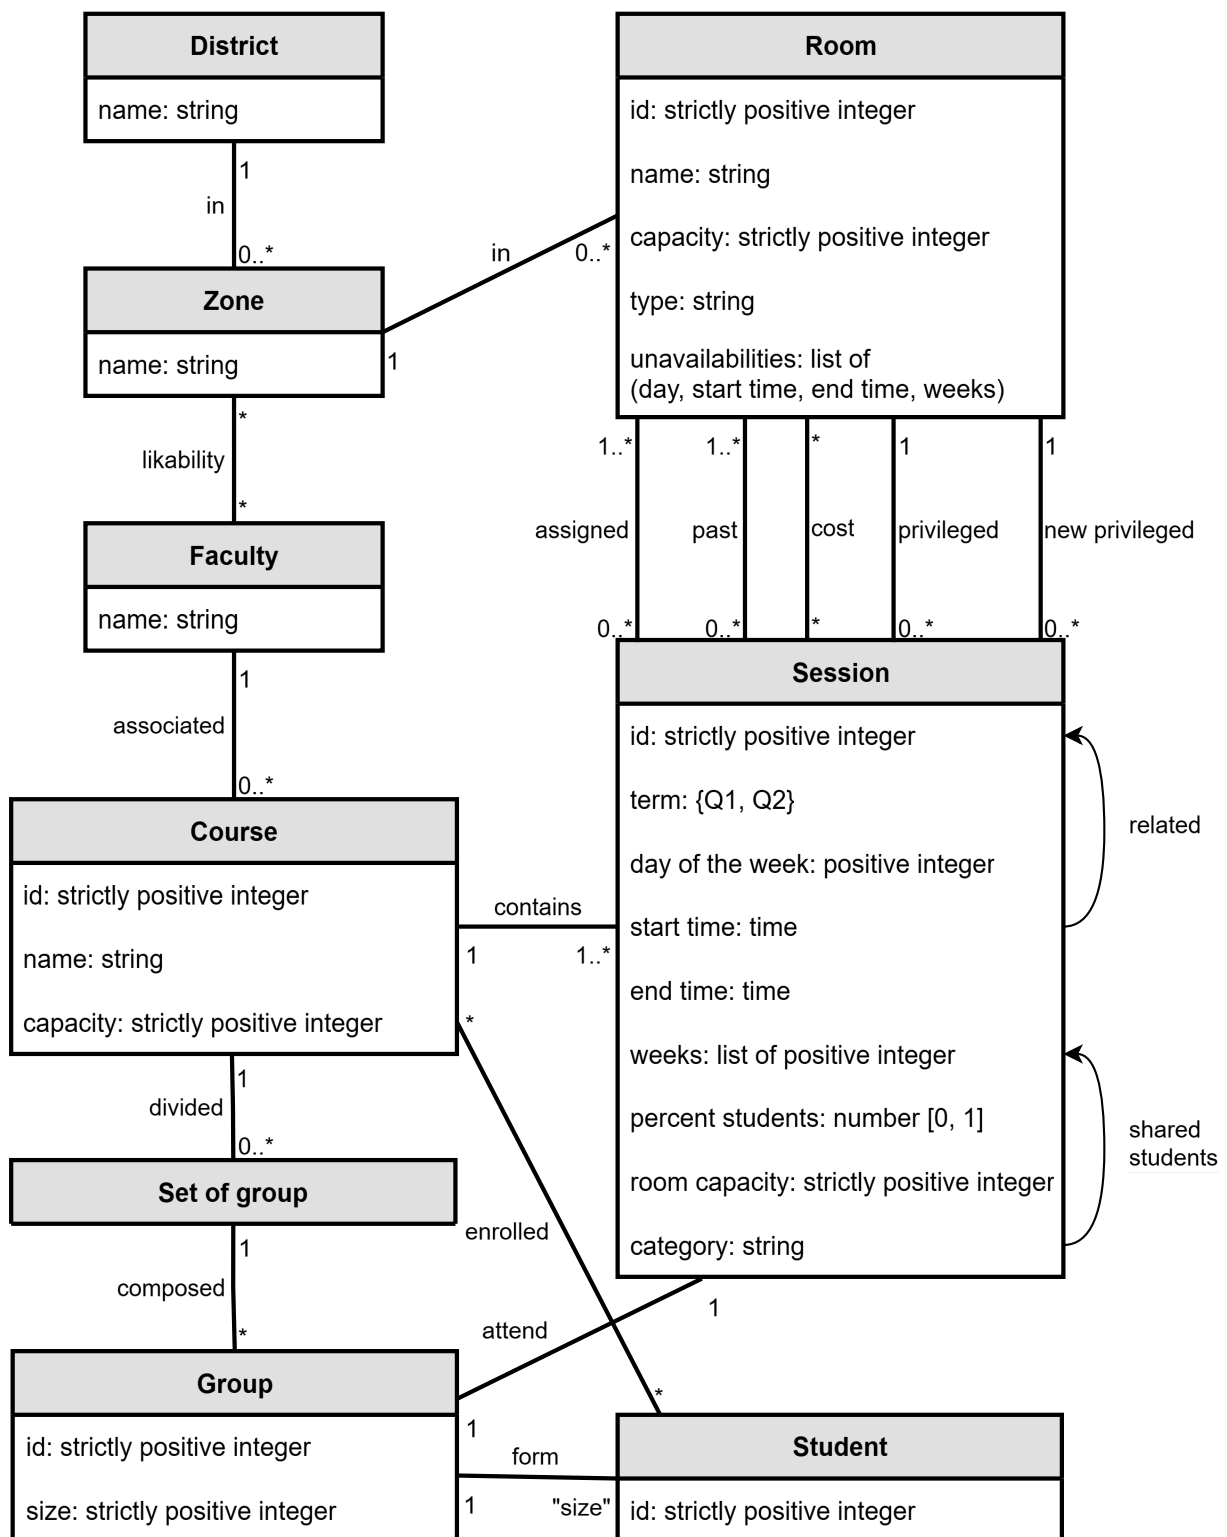 District
name: string
1
in
0..*
Zone
name: string
in
0..*
1
Room
id: strictly positive integer
name: string
capacity: strictly positive integer
type: string
unavailabilities: list of
(day, start time, end time, weeks)
*
likability
*
Faculty
name: string
1
associated
0..*
1..*
1..*
*
1
1
assigned
past
cost
privileged
new privileged
0..*
0..*
*
0..*
0..*
Session
id: strictly positive integer
term: {Q1, Q2}
day of the week: positive integer
start time: time
end time: time
weeks: list of positive integer
percent students: number [0, 1]
room capacity: strictly positive integer
category: string
related
shared
students
Course
id: strictly positive integer
name: string
capacity: strictly positive integer
contains
1
1..*
*
1
divided
0..*
Set of group
enrolled
1
composed
*
1
attend
*
Group
id: strictly positive integer
size: strictly positive integer
1
form
1
"size"
Student
id: strictly positive integer